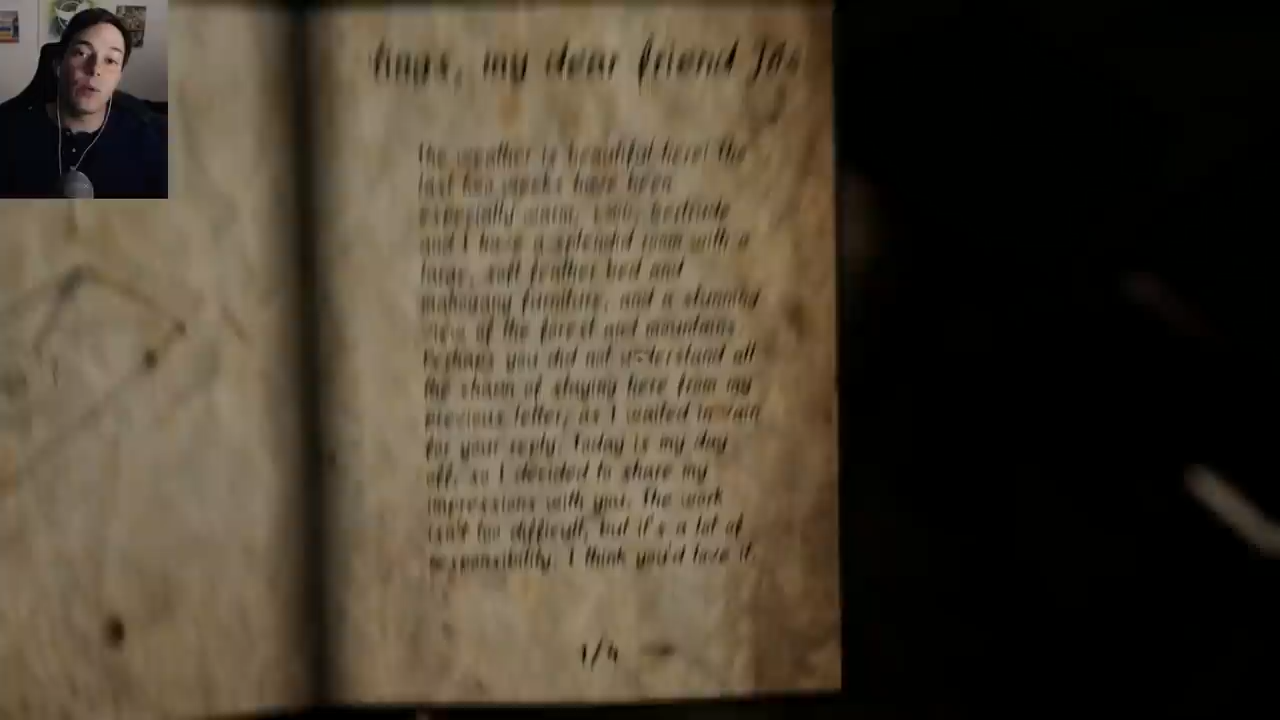 my dear friend
The weather is beautiful here! The
last two weeks have been
especially warm.
and I have a splendid room with a
large, soft feather bed and
mahogany furniture, and a stunning
view of the forest and mountains.
Perhaps you did not understand all
the charm of staying here from my
previous letter, as I waited in vain
for your reply. Today is my day
off, so I decided to share my
impressions with you. The work
isn't too difficult, but it's a lot of
responsibility. I think you'd love it.
1/4